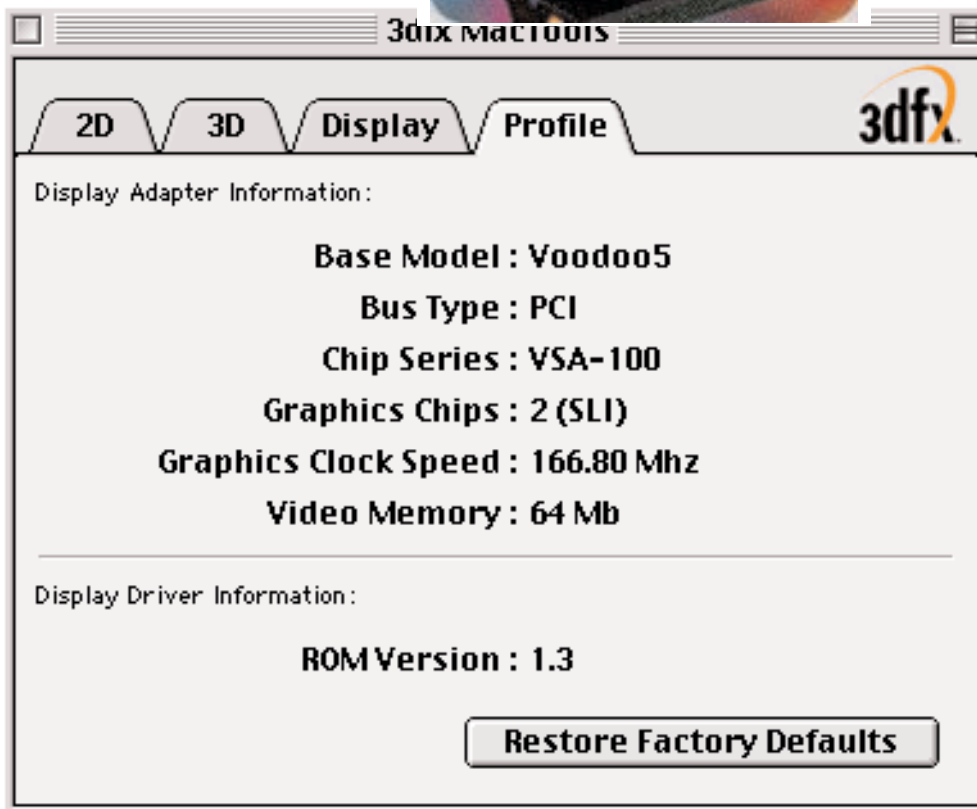 3dfx MacTools
2D 3D Display Profile
3dfx.
Display Adapter Information:
Base Model : Voodoo5
Bus Type : PCI
Chip Series : VSA-100
Graphics Chips : 2 (SLI)
Graphics Clock Speed : 166.80 Mhz
Video Memory : 64 Mb
Display Driver Information:
ROM Version : 1.3
Restore Factory Defaults